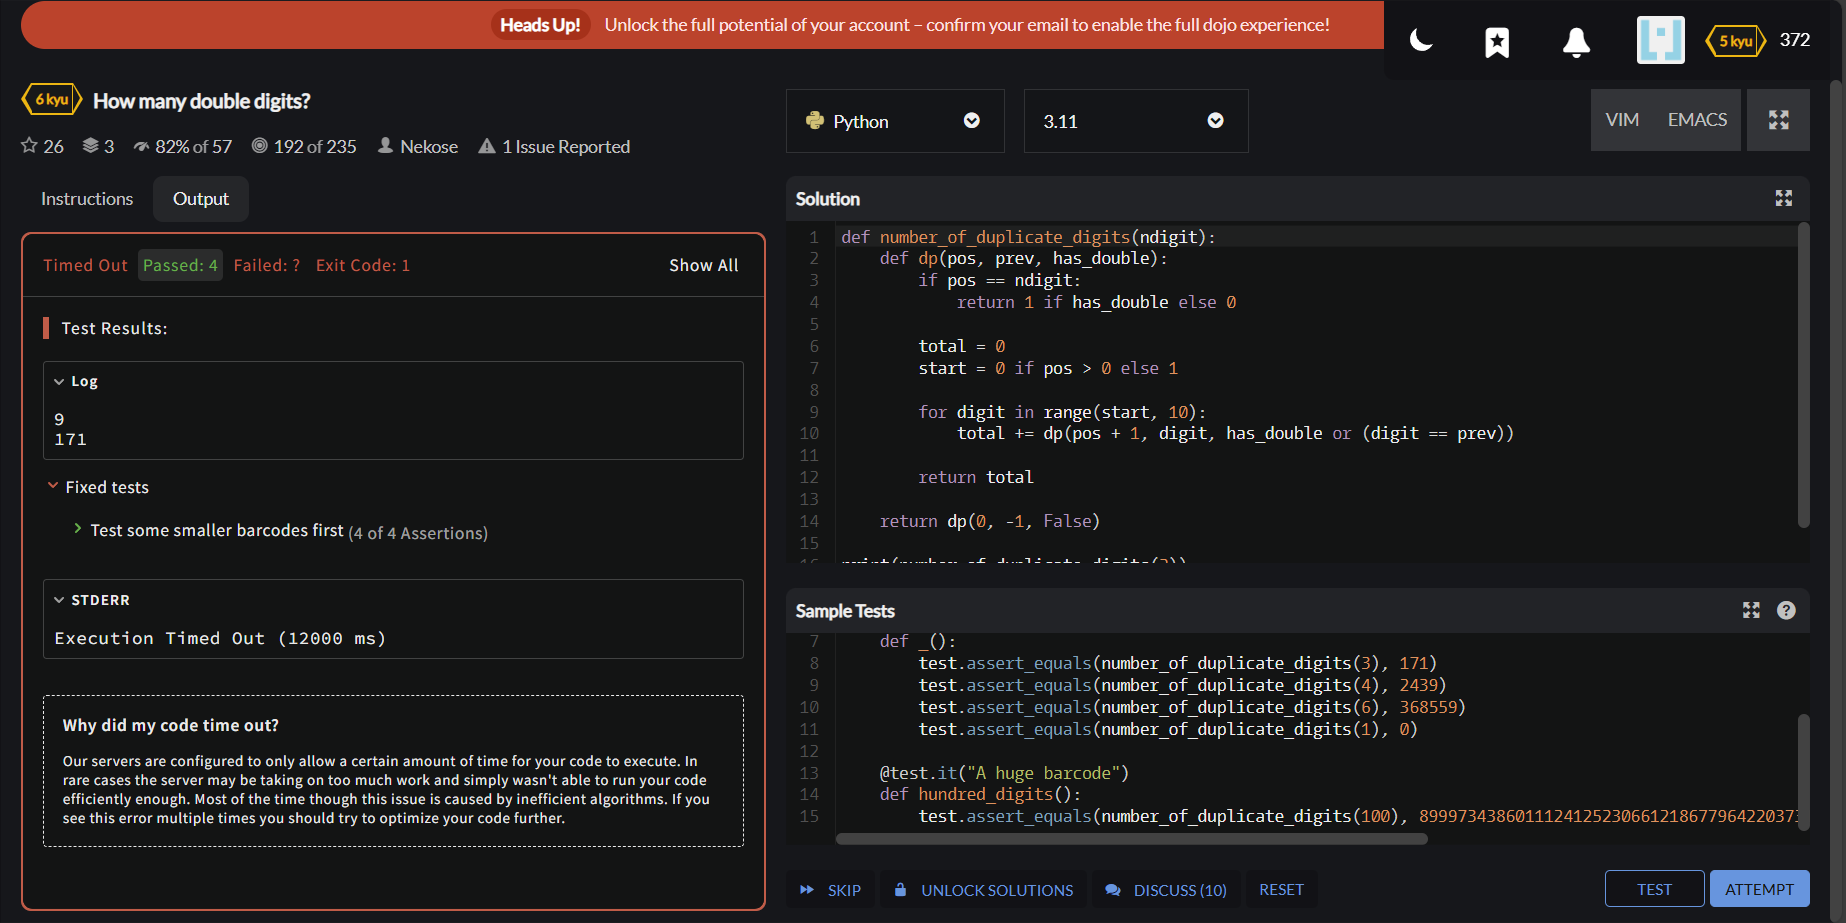 Heads Up! Unlock the full potential of your account – confirm your email to enable the full dojo experience!
5 kyu 372
6 kyu How many double digits?
26 3 82% of 57 192 of 235 Nekose 1 Issue Reported
Python 3.11 VIM EMACS
Instructions Output
Timed Out Passed: 4 Failed: ? Exit Code: 1 Show All
Test Results:
Log
9
171
Fixed tests
Test some smaller barcodes first (4 of 4 Assertions)
STDERR
Execution Timed Out (12000 ms)
Why did my code time out?
Our servers are configured to only allow a certain amount of time for your code to execute. In
rare cases the server may be taking on too much work and simply wasn't able to run your code
efficiently enough. Most of the time though this issue is caused by inefficient algorithms. If you
see this error multiple times you should try to optimize your code further.
Solution
1 def number_of_duplicate_digits(ndigit):
2 def dp(pos, prev, has_double):
3 if pos == ndigit:
4 return 1 if has_double else 0
5
6 total = 0
7 start = 0 if pos > 0 else 1
8
9 for digit in range(start, 10):
10 total += dp(pos + 1, digit, has_double or (digit == prev))
11
12 return total
13
14 return dp(0, -1, False)
15
Sample Tests
7 def _():
8 test.assert_equals(number_of_duplicate_digits(3), 171)
9 test.assert_equals(number_of_duplicate_digits(4), 2439)
10 test.assert_equals(number_of_duplicate_digits(6), 368559)
11 test.assert_equals(number_of_duplicate_digits(1), 0)
12
13 @test.it("A huge barcode")
14 def hundred_digits():
15 test.assert_equals(number_of_duplicate_digits(100), 8999734386011124125230661218677964220373
SKIP UNLOCK SOLUTIONS DISCUSS (10) RESET TEST ATTEMPT